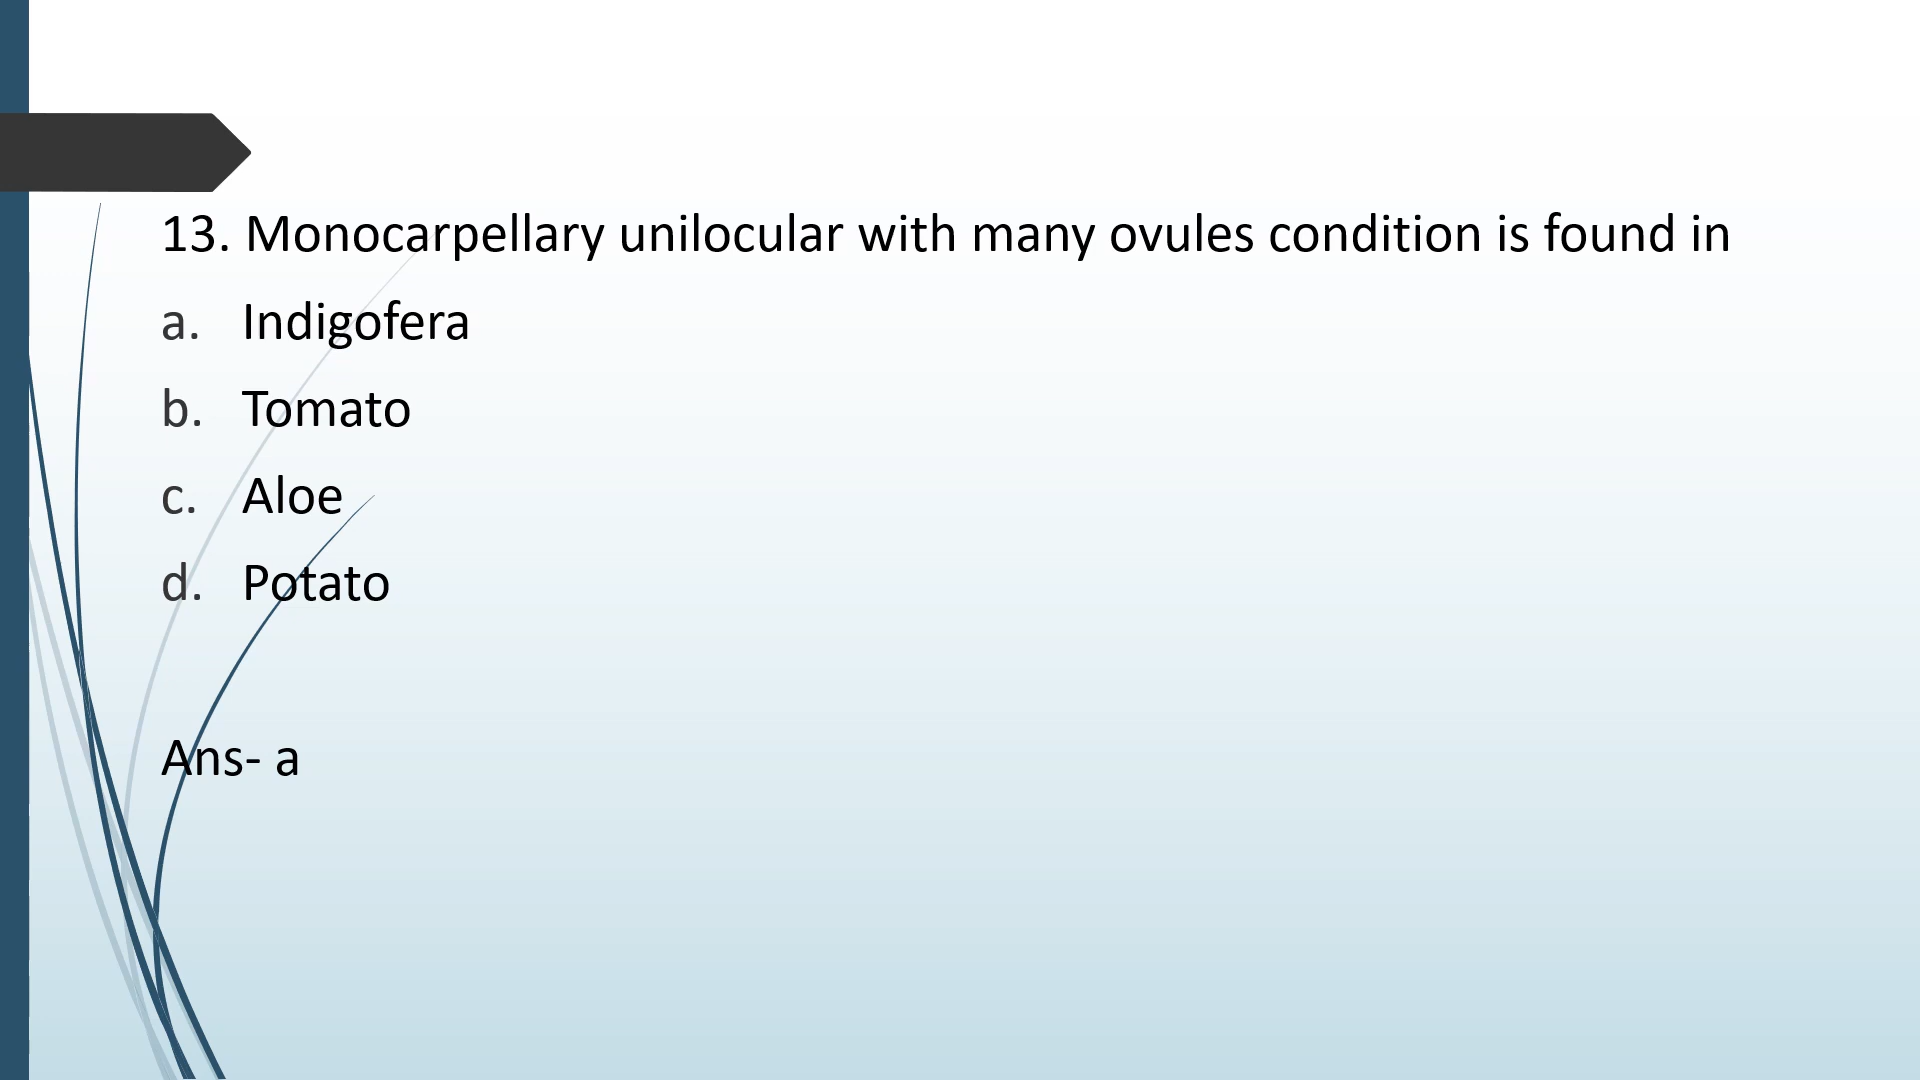 13. Monocarpellary unilocular with many ovules condition is found in
a. Indigofera
b. Tomato
c. Aloe
d. Potato
Ans- a